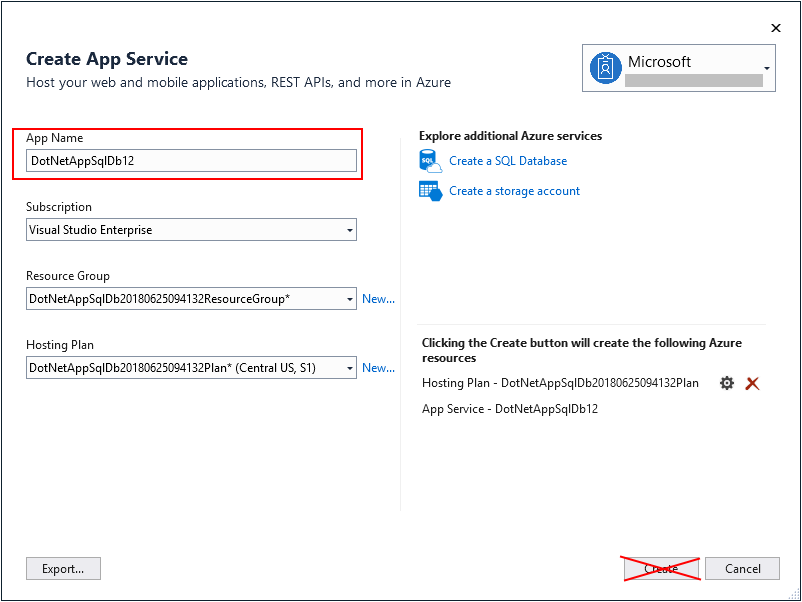 Create App Service
Host your web and mobile applications, REST APIs, and more in Azure
Microsoft
App Name
DotNetAppSqlDb12
Subscription
Visual Studio Enterprise
Resource Group
DotNetAppSqlDb20180625094132ResourceGroup*
New...
Hosting Plan
DotNetAppSqlDb20180625094132Plan* (Central US, S1)
New...
Explore additional Azure services
SQL
Create a SQL Database
Create a storage account
Clicking the Create button will create the following Azure
resources
Hosting Plan - DotNetAppSqlDb20180625094132Plan
App Service - DotNetAppSqlDb12
Export...
Create
Cancel